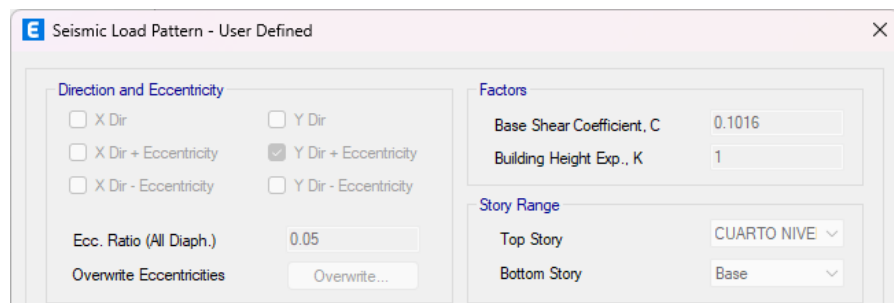 E Seismic Load Pattern - User Defined
Direction and Eccentricity
X Dir
Y Dir
X Dir + Eccentricity
Y Dir + Eccentricity
X Dir - Eccentricity
Y Dir - Eccentricity
Ecc. Ratio (All Diaph.) 0.05
Overwrite Eccentricities Overwrite...
Factors
Base Shear Coefficient, C 0.1016
Building Height Exp., K 1
Story Range
Top Story CUARTO NIVE
Bottom Story Base